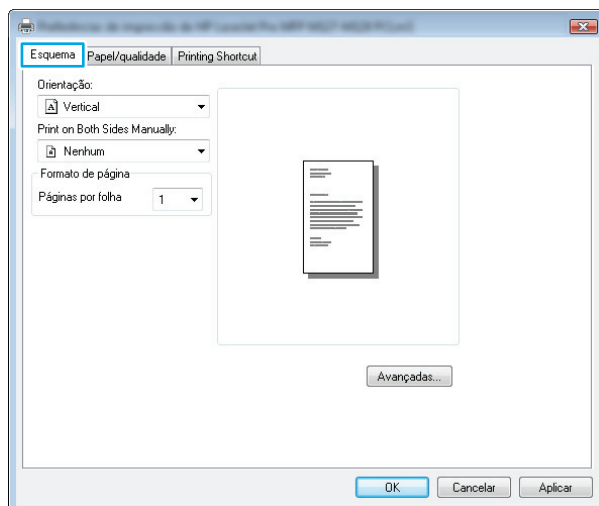 Esquema Papel/qualidade Printing Shortcut
Orientação:
A Vertical
Print on Both Sides Manually:
Nenhum
Formato de página
Páginas por folha 1
Avançadas...
OK Cancelar Aplicar